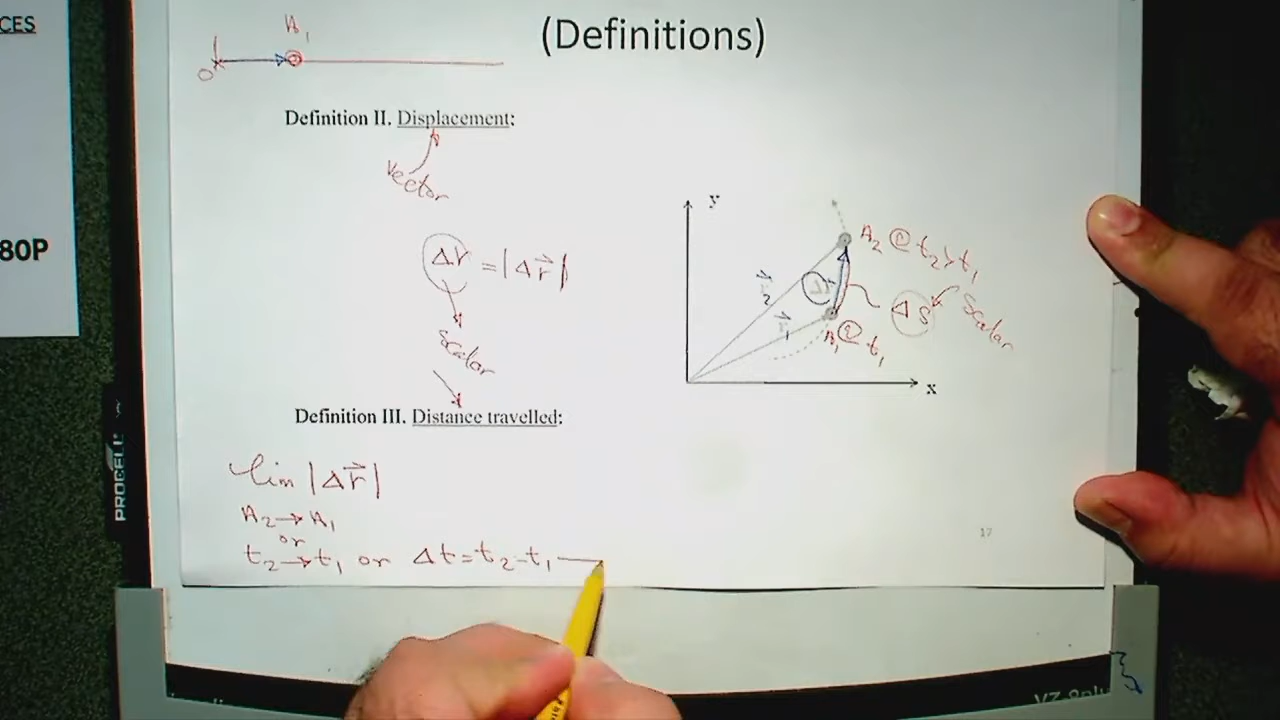 CES
80P
(Definitions)
A₁
O
Definition II. Displacement:
vector
Δr = |Δr⃗|
scalar
y
A₂ @ t₂>t₁
r⃗₂
Δr⃗
r⃗₁
ΔS
scalar
A₁ @ t₁
x
Definition III. Distance travelled:
lim |Δr⃗|
A₂→A₁
or
t₂→t₁ or Δt=t₂-t₁
17
PROCELL